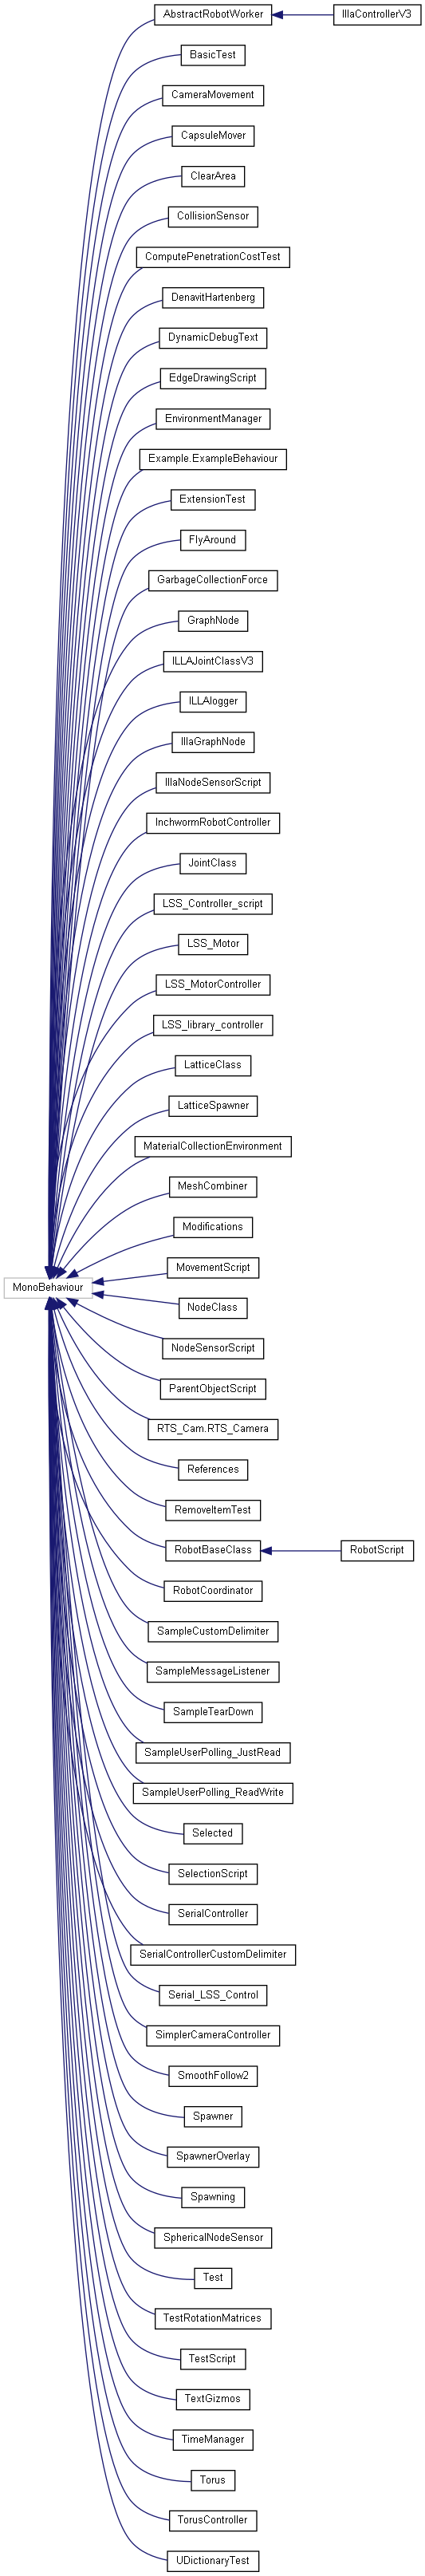 AbstractRobotWorker
IllaControllerV3
BasicTest
CameraMovement
CapsuleMover
ClearArea
CollisionSensor
ComputePenetrationCostTest
DenavitHartenberg
DynamicDebugText
EdgeDrawingScript
EnvironmentManager
Example.ExampleBehaviour
ExtensionTest
FlyAround
GarbageCollectionForce
GraphNode
ILLAJointClassV3
ILLAlogger
IllaGraphNode
IllaNodeSensorScript
InchwormRobotController
JointClass
LSS_Controller_script
LSS_Motor
LSS_MotorController
LSS_library_controller
LatticeClass
LatticeSpawner
MaterialCollectionEnvironment
MeshCombiner
Modifications
MovementScript
MonoBehaviour
NodeClass
NodeSensorScript
ParentObjectScript
RTS_Cam.RTS_Camera
References
RemoveItemTest
RobotBaseClass
RobotScript
RobotCoordinator
SampleCustomDelimiter
SampleMessageListener
SampleTearDown
SampleUserPolling_JustRead
SampleUserPolling_ReadWrite
Selected
SelectionScript
SerialController
SerialControllerCustomDelimiter
Serial_LSS_Control
SimplerCameraController
SmoothFollow2
Spawner
SpawnerOverlay
Spawning
SphericalNodeSensor
Test
TestRotationMatrices
TestScript
TextGizmos
TimeManager
Torus
TorusController
UDictionaryTest